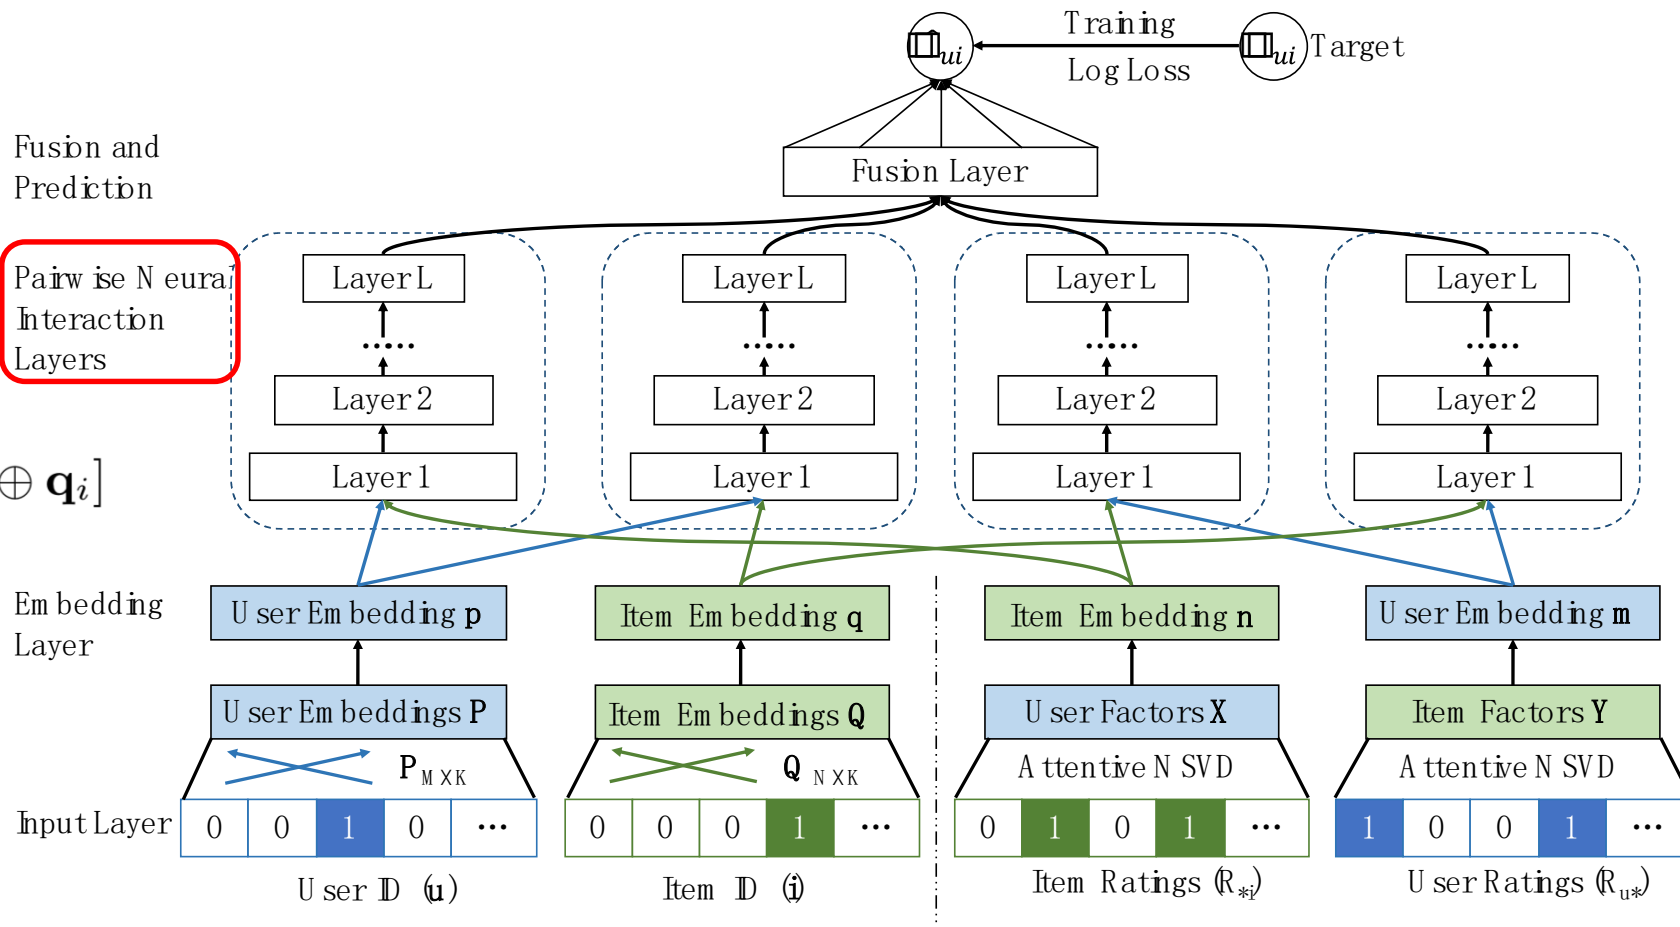 Training
Log Loss
r̂ui
rui
Target
Fusion and
Prediction
Fusion Layer
Pairwise Neura
Interaction
Layers
Layer L
Layer L
Layer L
Layer L
......
......
......
......
Layer 2
Layer 2
Layer 2
Layer 2
Layer 1
Layer 1
Layer 1
Layer 1
⊕ qi]
Embedding
Layer
User Embedding p
Item Embedding q
Item Embedding n
User Embedding m
User Embeddings P
Item Embeddings Q
User Factors X
Item Factors Y
P M×K
Q N×K
Attentive NSVD
Attentive NSVD
Input Layer
0 0 1 0 ...
0 0 0 1 ...
0 1 0 1 ...
1 0 0 1 ...
User ID (u)
Item ID (i)
Item Ratings (R*i)
User Ratings (Ru*)